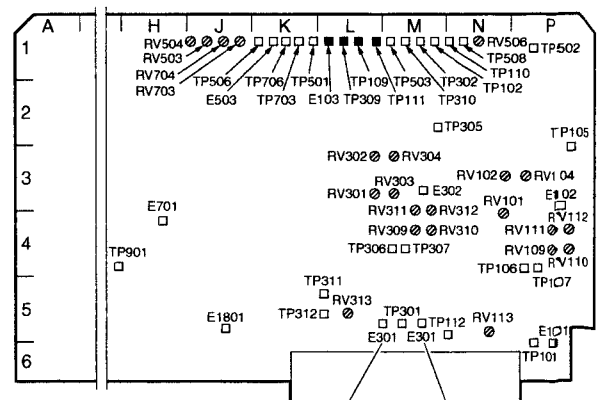 A H J K L M N P
1
RV504 RV506 TP502
RV503 TP508
RV704 TP506 TP706 TP501 TP109 TP503 TP302 TP110
RV703 TP102
E503 TP703 E103 TP309 TP111 TP310
2
TP305 TP105
RV302 RV304
3
RV303 RV102 RV104
RV301 E302 RV101 E102
E701 RV311 RV312 RV112
4
RV309 RV310 RV111
TP306 TP307 RV109 RV110
TP901 TP106 TP107
TP311
5
TP312 RV313 TP301 TP112 RV113
E1801 E301 E301 E101
6
TP101